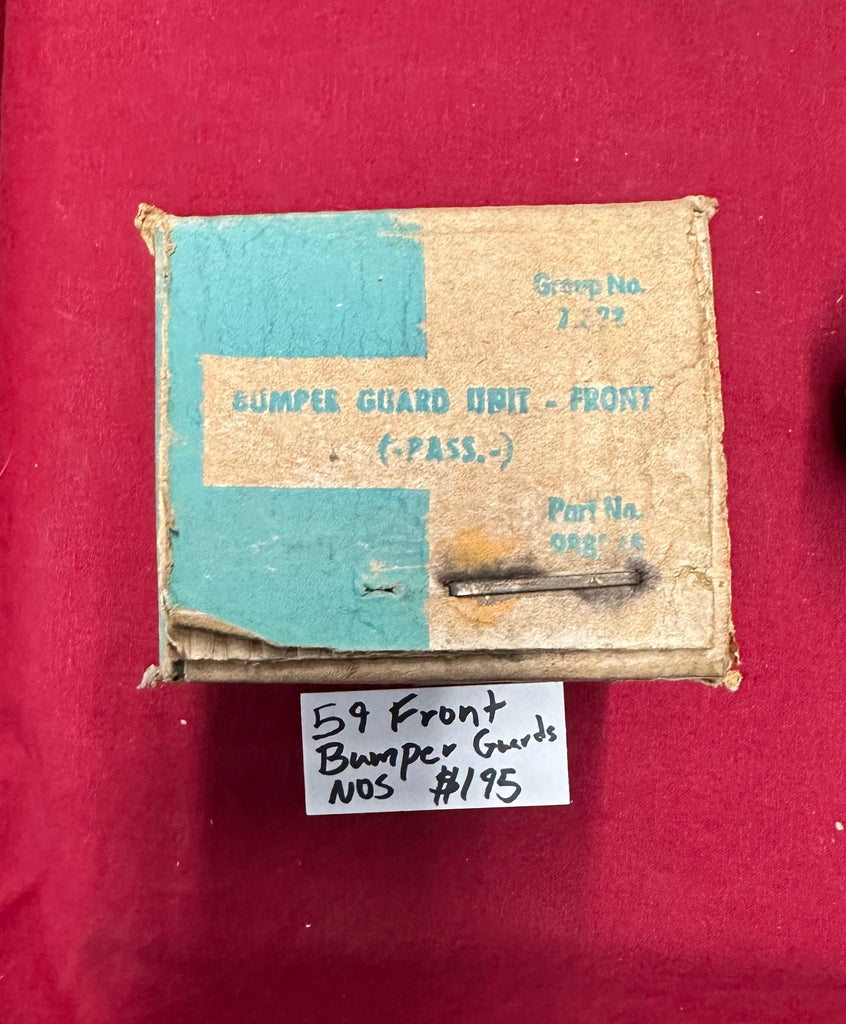 Group No.
BUMPER GUARD UNIT - FRONT
(-PASS.-)
Part No.
59 Front
Bumper Guards
NOS $195